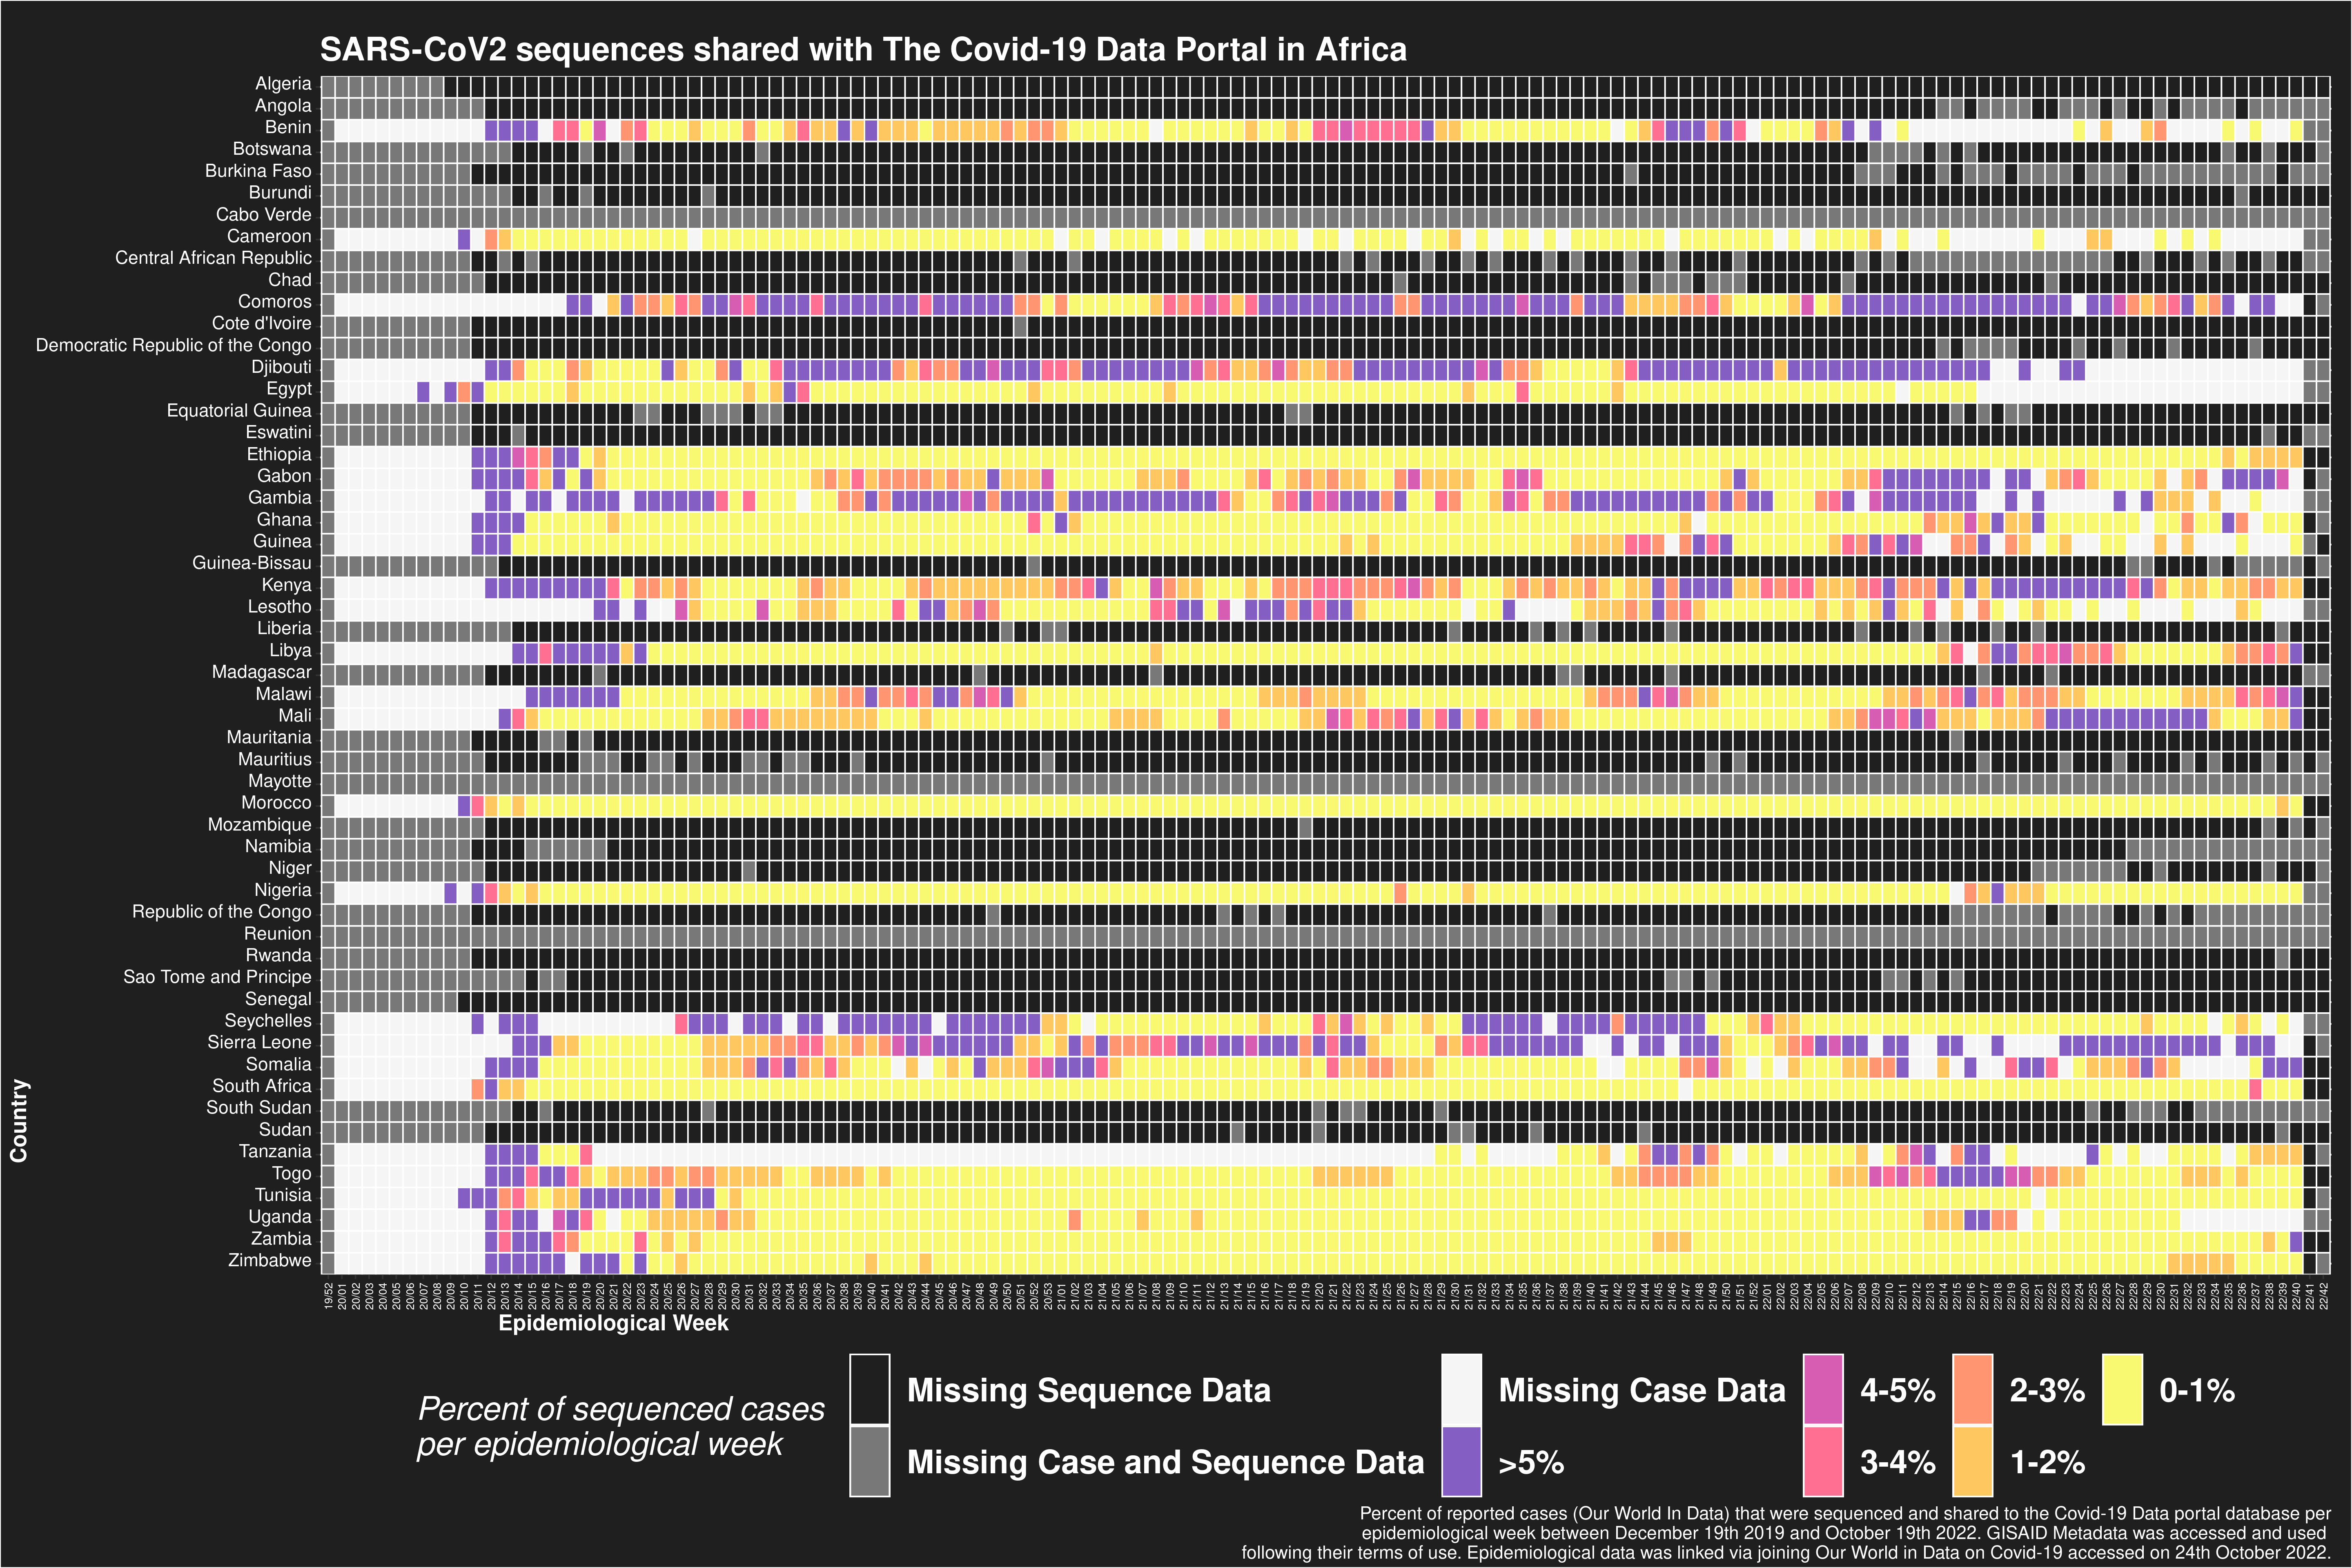 SARS-CoV2 sequences shared with The Covid-19 Data Portal in Africa
Algeria
Angola
Benin
Botswana
Burkina Faso
Burundi
Cabo Verde
Cameroon
Central African Republic
Chad
Comoros
Cote d'Ivoire
Democratic Republic of the Congo
Djibouti
Egypt
Equatorial Guinea
Eswatini
Ethiopia
Gabon
Gambia
Ghana
Guinea
Guinea-Bissau
Kenya
Lesotho
Liberia
Libya
Madagascar
Malawi
Mali
Mauritania
Mauritius
Mayotte
Morocco
Mozambique
Namibia
Niger
Nigeria
Republic of the Congo
Reunion
Rwanda
Sao Tome and Principe
Senegal
Seychelles
Sierra Leone
Somalia
South Africa
South Sudan
Sudan
Tanzania
Togo
Tunisia
Uganda
Zambia
Zimbabwe
Country
19/52 20/01 20/02 20/03 20/04 20/05 20/06 20/07 20/08 20/09 20/10 20/11 20/12 20/13 20/14 20/15 20/16 20/17 20/18 20/19 20/20 20/21 20/22 20/23 20/24 20/25 20/26 20/27 20/28 20/29 20/30 20/31 20/32 20/33 20/34 20/35 20/36 20/37 20/38 20/39 20/40 20/41 20/42 20/43 20/44 20/45 20/46 20/47 20/48 20/49 20/50 20/51 20/52 20/53 21/01 21/02 21/03 21/04 21/05 21/06 21/07 21/08 21/09 21/10 21/11 21/12 21/13 21/14 21/15 21/16 21/17 21/18 21/19 21/20 21/21 21/22 21/23 21/24 21/25 21/26 21/27 21/28 21/29 21/30 21/31 21/32 21/33 21/34 21/35 21/36 21/37 21/38 21/39 21/40 21/41 21/42 21/43 21/44 21/45 21/46 21/47 21/48 21/49 21/50 21/51 21/52 22/01 22/02 22/03 22/04 22/05 22/06 22/07 22/08 22/09 22/10 22/11 22/12 22/13 22/14 22/15 22/16 22/17 22/18 22/19 22/20 22/21 22/22 22/23 22/24 22/25 22/26 22/27 22/28 22/29 22/30 22/31 22/32 22/33 22/34 22/35 22/36 22/37 22/38 22/39 22/40 22/41 22/42
Epidemiological Week
Percent of sequenced cases
per epidemiological week
Missing Sequence Data
Missing Case and Sequence Data
Missing Case Data
>5%
4-5%
3-4%
2-3%
1-2%
0-1%
Percent of reported cases (Our World In Data) that were sequenced and shared to the Covid-19 Data portal database per
epidemiological week between December 19th 2019 and October 19th 2022. GISAID Metadata was accessed and used
following their terms of use. Epidemiological data was linked via joining Our World in Data on Covid-19 accessed on 24th October 2022.